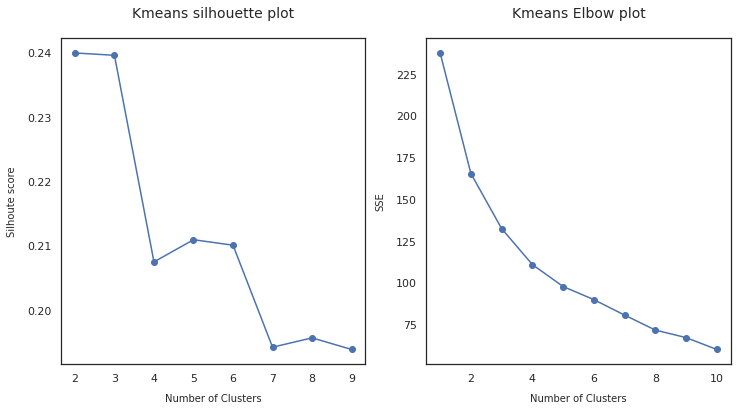 Kmeans silhouette plot
Silhoute score
0.24
0.23
0.22
0.21
0.20
2 3 4 5 6 7 8 9
Number of Clusters
Kmeans Elbow plot
SSE
225
200
175
150
125
100
75
2 4 6 8 10
Number of Clusters